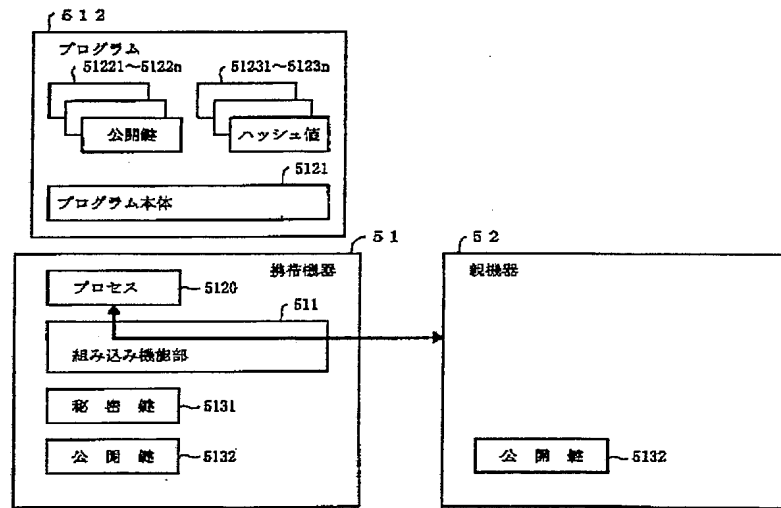 512
プログラム
51221～5122n
51231～5123n
公開鍵
ハッシュ値
5121
プログラム本体
51
52
携帯機器
親機器
プロセス
5120
511
組み込み機能部
秘密鍵
5131
公開鍵
5132
公開鍵
5132